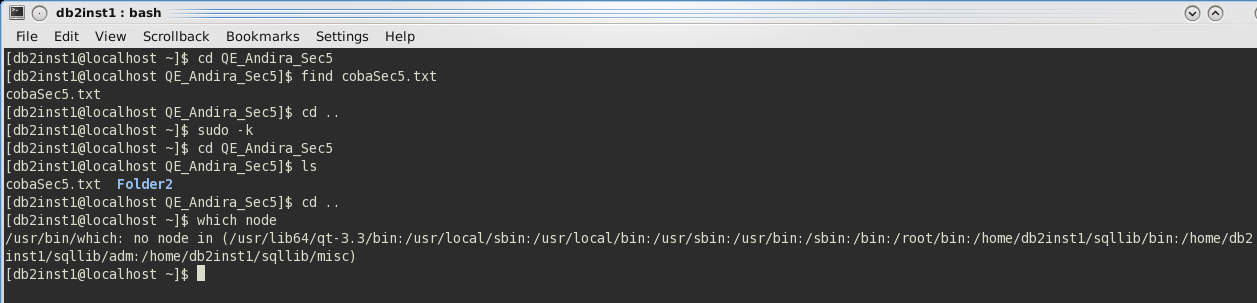 db2inst1 : bash
File Edit View Scrollback Bookmarks Settings Help
[db2inst1@localhost ~]$ cd QE_Andira_Sec5
[db2inst1@localhost QE_Andira_Sec5]$ find cobaSec5.txt
cobaSec5.txt
[db2inst1@localhost QE_Andira_Sec5]$ cd ..
[db2inst1@localhost ~]$ sudo -k
[db2inst1@localhost ~]$ cd QE_Andira_Sec5
[db2inst1@localhost QE_Andira_Sec5]$ ls
cobaSec5.txt  Folder2
[db2inst1@localhost QE_Andira_Sec5]$ cd ..
[db2inst1@localhost ~]$ which node
/usr/bin/which: no node in (/usr/lib64/qt-3.3/bin:/usr/local/sbin:/usr/local/bin:/usr/sbin:/usr/bin:/sbin:/bin:/root/bin:/home/db2inst1/sqllib/bin:/home/db2
inst1/sqllib/adm:/home/db2inst1/sqllib/misc)
[db2inst1@localhost ~]$